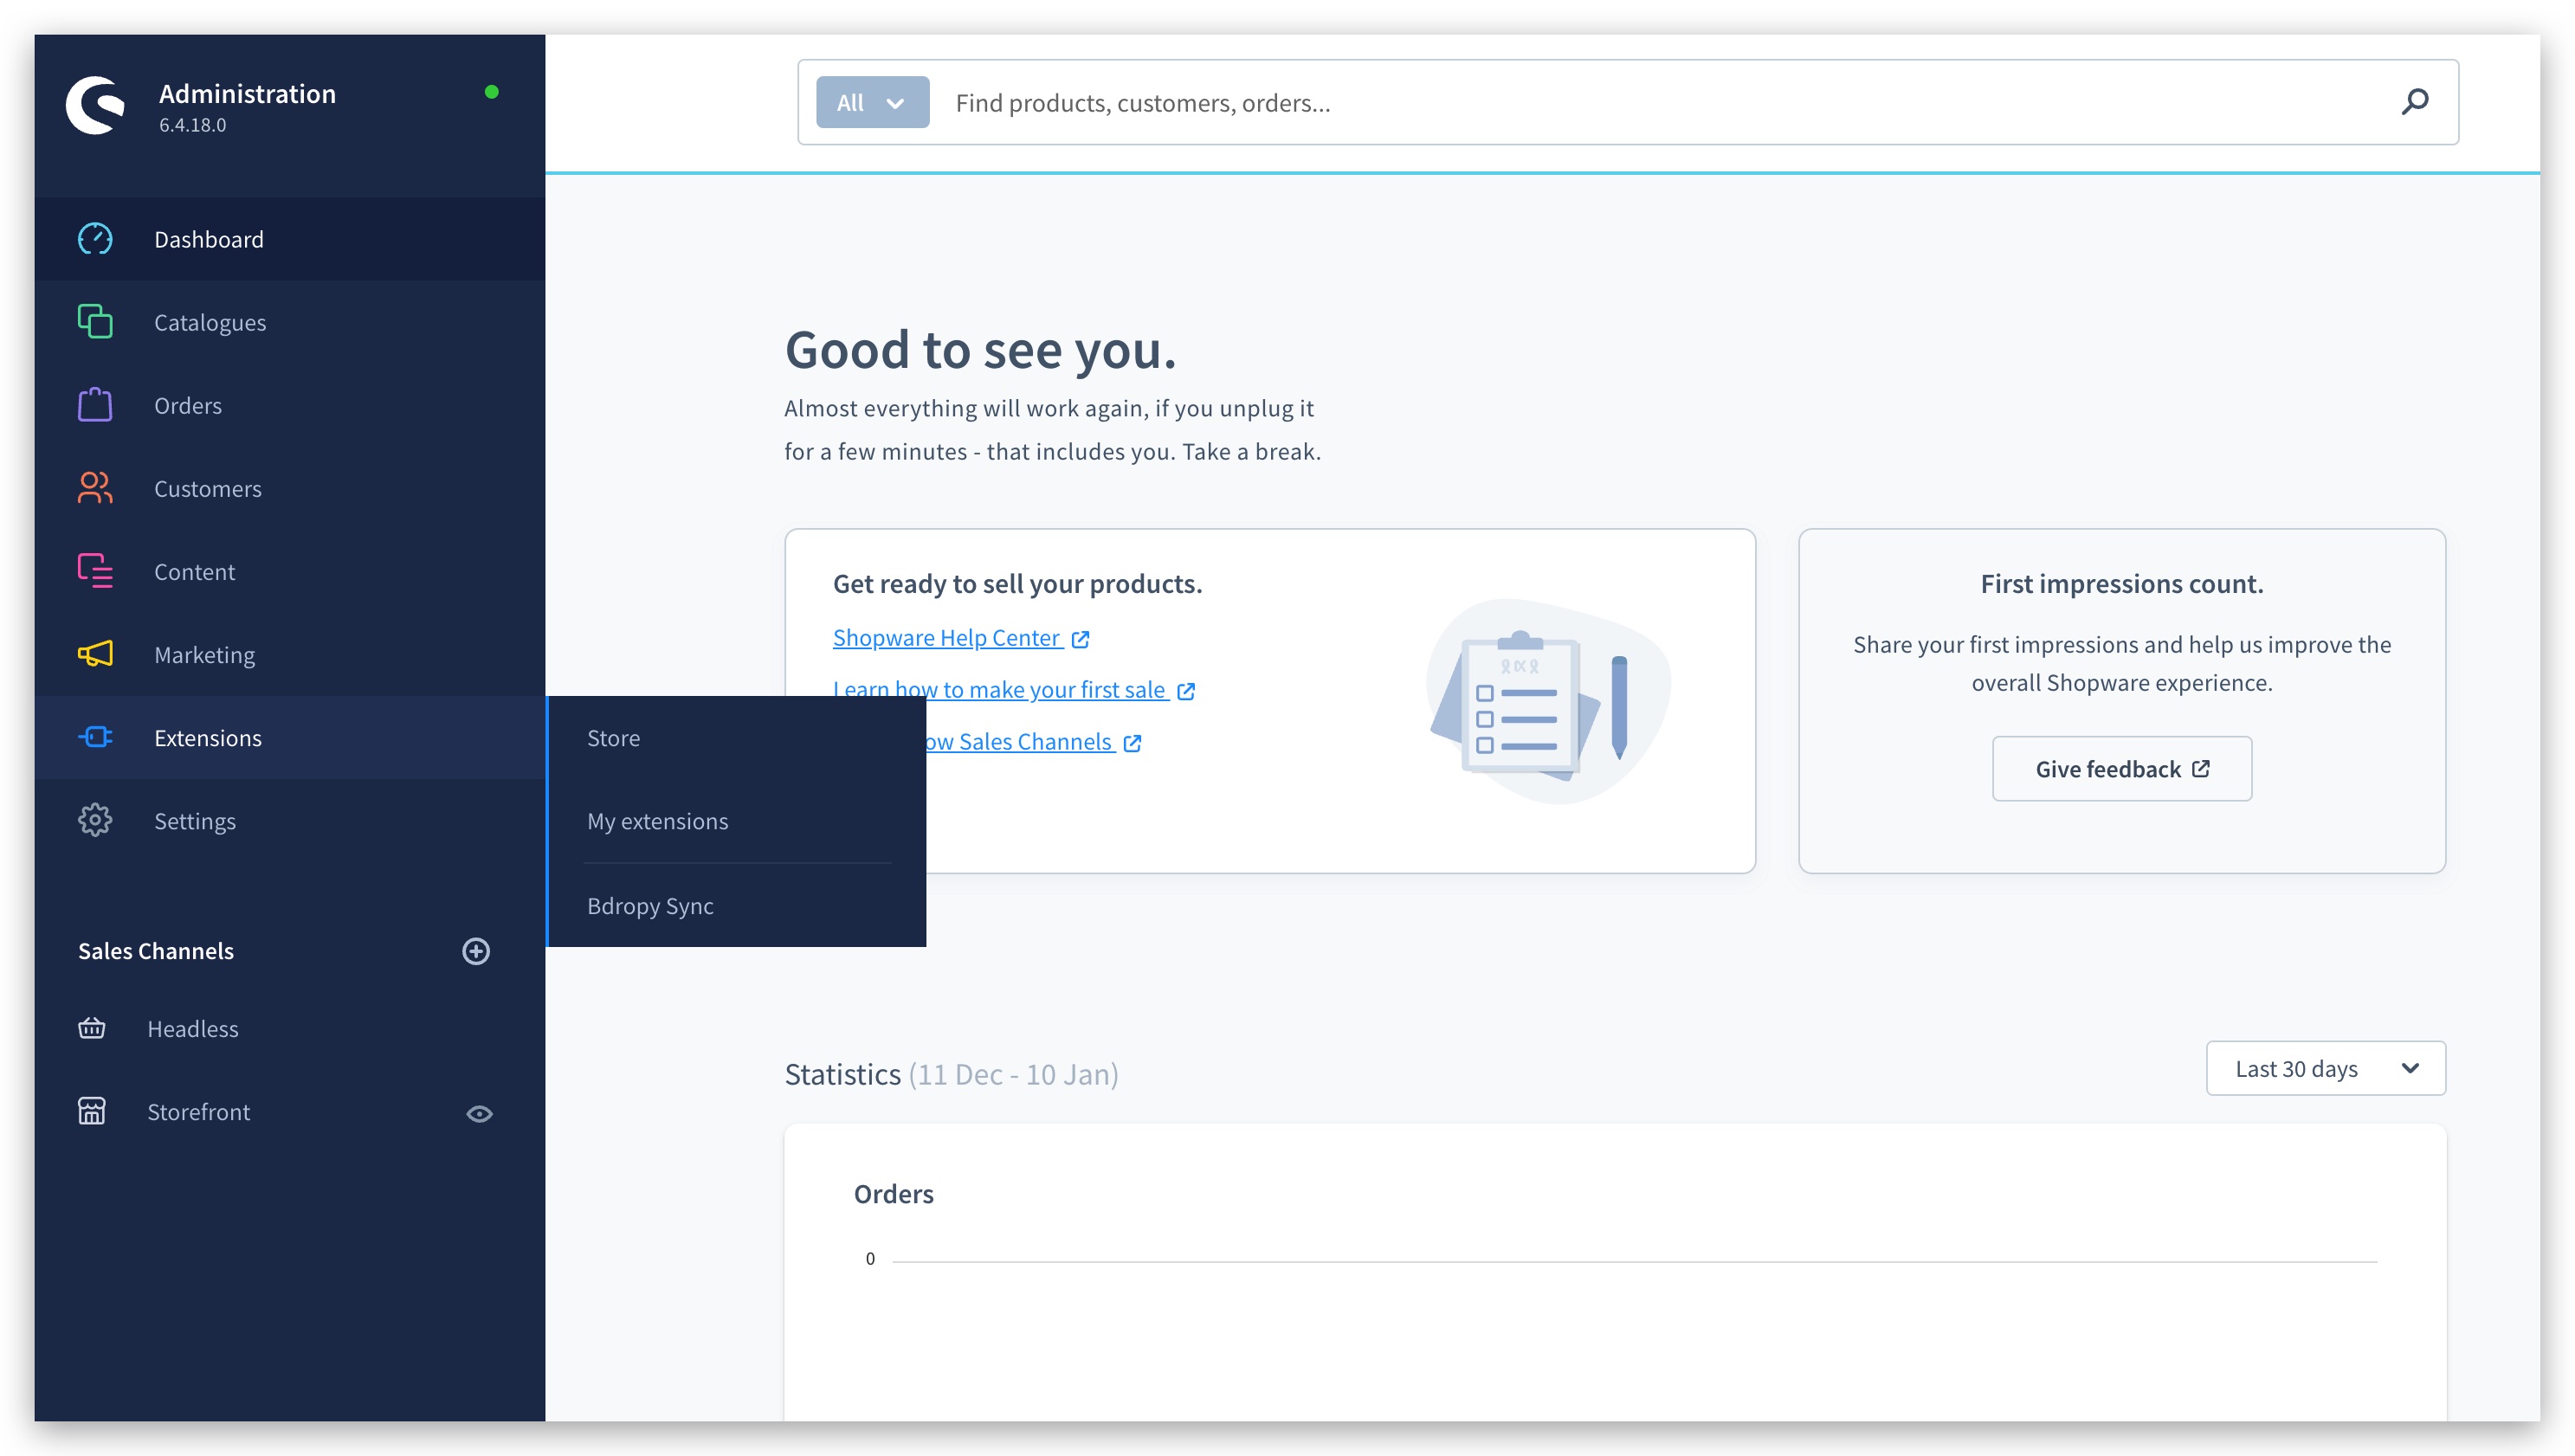 Administration
6.4.18.0
Dashboard
Catalogues
Orders
Customers
Content
Marketing
Extensions
Settings
Sales Channels
Headless
Storefront
Store
My extensions
Bdropy Sync
All
Find products, customers, orders...
Good to see you.
Almost everything will work again, if you unplug it
for a few minutes - that includes you. Take a break.
Get ready to sell your products.
Shopware Help Center
Learn how to make your first sale
Sales Channels
First impressions count.
Share your first impressions and help us improve the
overall Shopware experience.
Give feedback
Statistics (11 Dec - 10 Jan)
Last 30 days
Orders
0